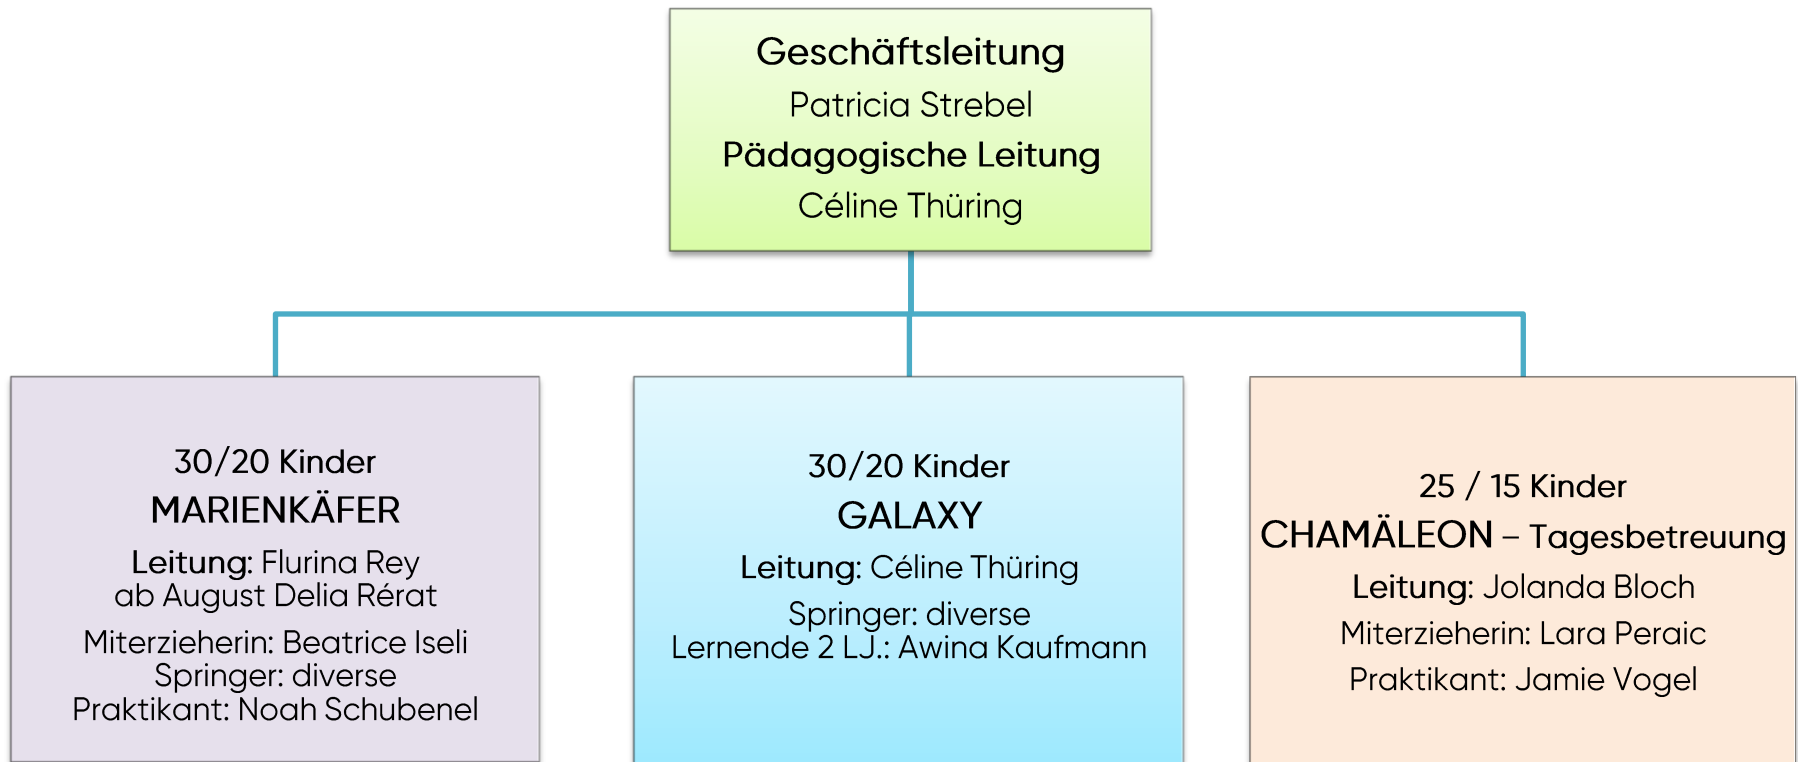 Geschäftsleitung
Patricia Strebel
Pädagogische Leitung
Céline Thüring
30/20 Kinder
MARIENKÄFER
Leitung: Flurina Rey
ab August Delia Rérat
Miterzieherin: Beatrice Iseli
Springer: diverse
Praktikant: Noah Schubenel
30/20 Kinder
GALAXY
Leitung: Céline Thüring
Springer: diverse
Lernende 2 LJ.: Awina Kaufmann
25 / 15 Kinder
CHAMÄLEON – Tagesbetreuung
Leitung: Jolanda Bloch
Miterzieherin: Lara Peraic
Praktikant: Jamie Vogel